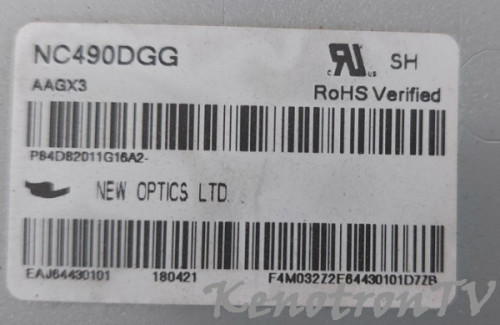 NC490DGG
SH
AAGX3
RoHS Verified
P84D82011G16A2-
NEW OPTICS LTD.
EAJ64430101 180421 F4M03272F64430101D7ZB
KenotronTV